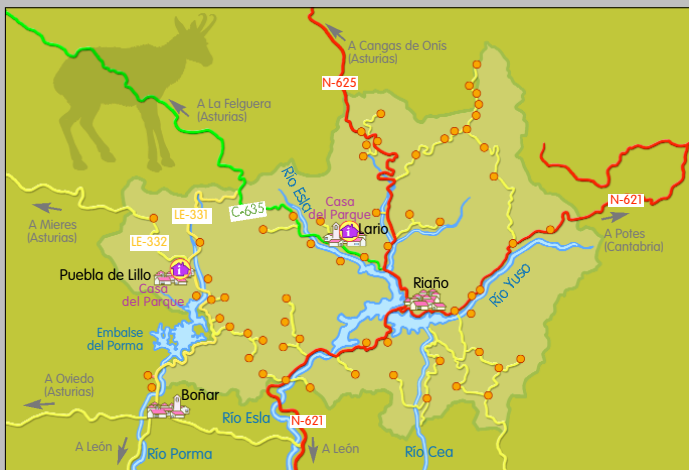 A Cangas de Onís
(Asturias)
N-625
A La Felguera
(Asturias)
Río Esla
C-635
LE-331
LE-332
A Mieres
(Asturias)
Casa
del Parque
Lario
N-621
A Potes
(Cantabria)
Puebla de Lillo
Casa
del Parque
Riaño
Río Yuso
Embalse
del Porma
A Oviedo
(Asturias)
Boñar
Río Esla
N-621
A León
Río Porma
A León
Río Cea